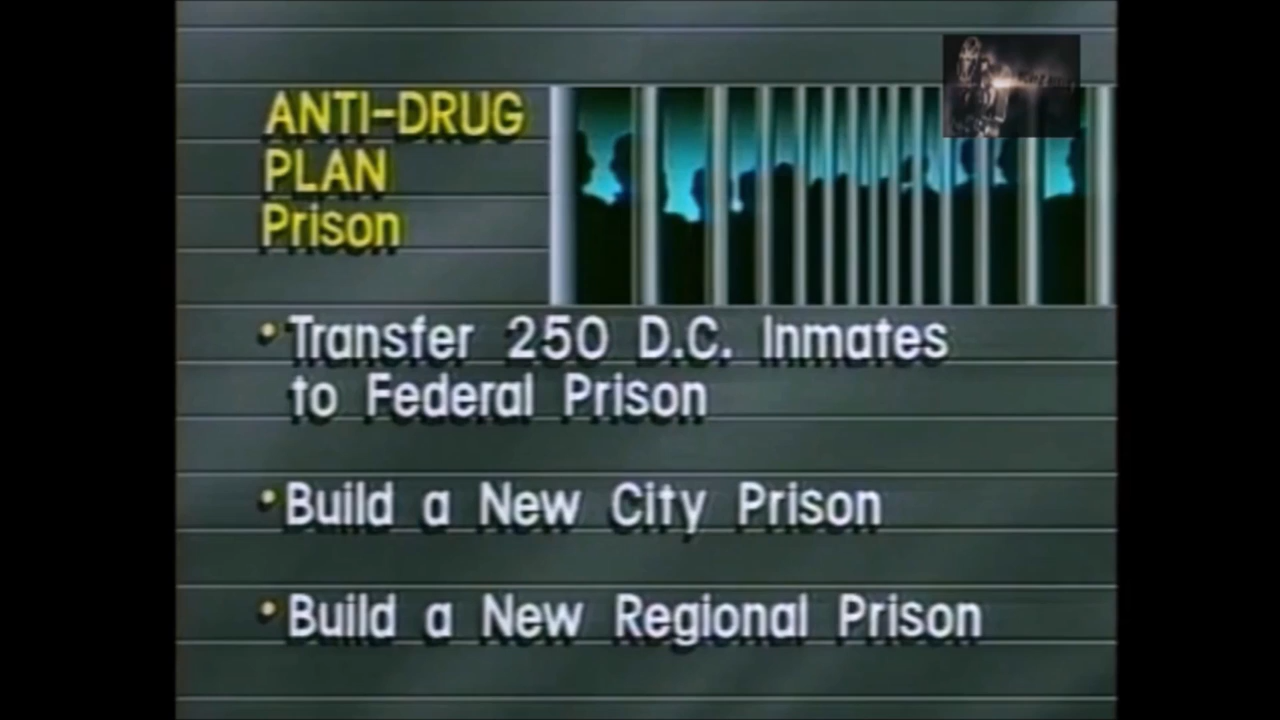 ANTI-DRUG
PLAN
Prison
• Transfer 250 D.C. Inmates
to Federal Prison
• Build a New City Prison
• Build a New Regional Prison